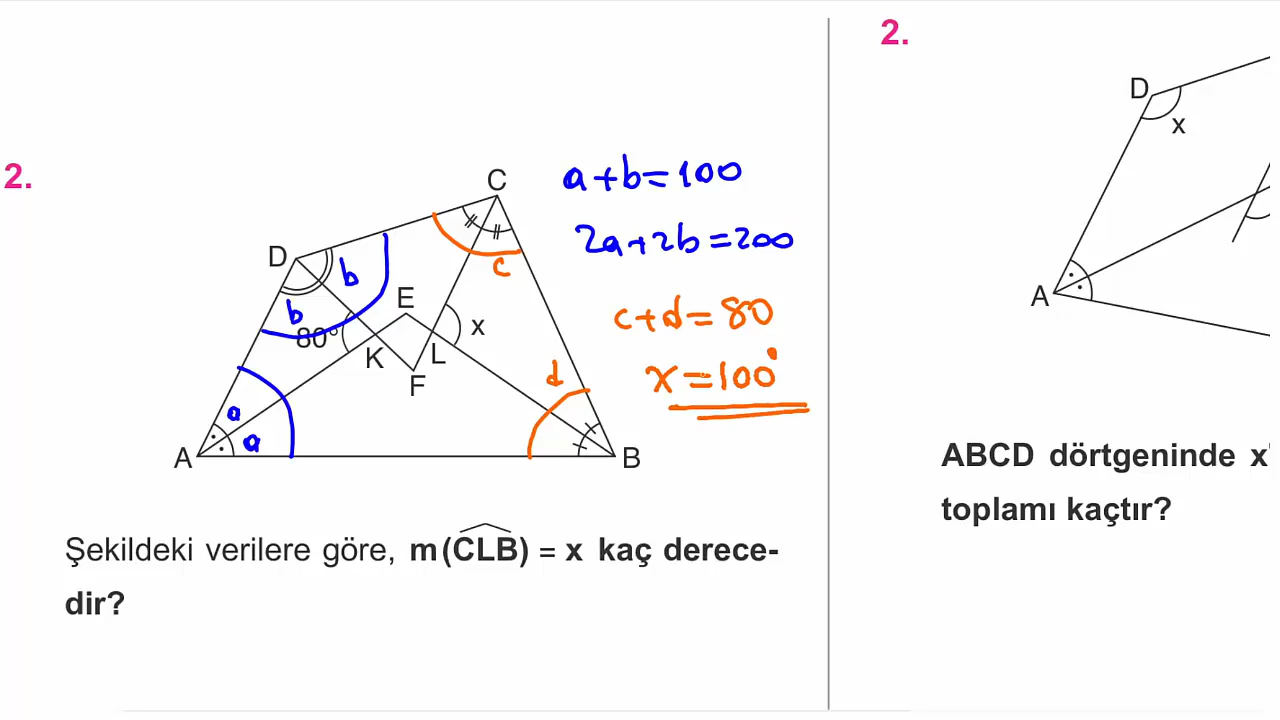 2.
C
D
E
K
L
F
A
B
80°
x
a
a
b
b
c
d
a+b=100
2a+2b=200
c+d=80
x=100°
Şekildeki verilere göre, m(CLB) = x kaç derece-
dir?
2.
D
x
A
ABCD dörtgeninde x'
toplamı kaçtır?